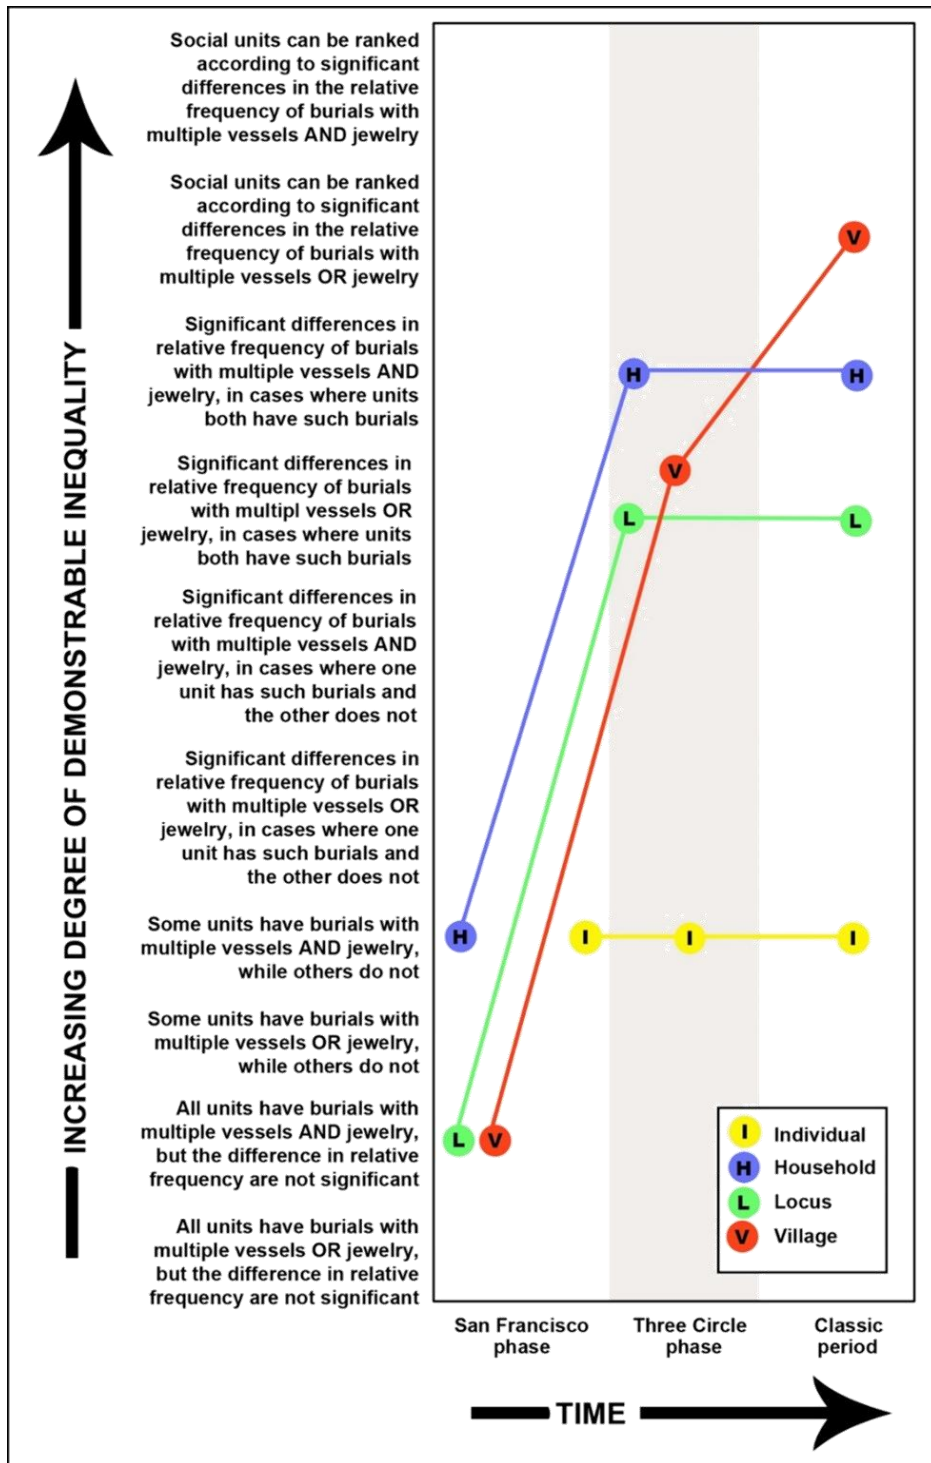 Social units can be ranked
according to significant
differences in the relative
frequency of burials with
multiple vessels AND jewelry
Social units can be ranked
according to significant
differences in the relative
frequency of burials with
multiple vessels OR jewelry
Significant differences in
relative frequency of burials
with multiple vessels AND
jewelry, in cases where units
both have such burials
Significant differences in
relative frequency of burials
with multipl vessels OR
jewelry, in cases where units
both have such burials
Significant differences in
relative frequency of burials
with multiple vessels AND
jewelry, in cases where one
unit has such burials and
the other does not
Significant differences in
relative frequency of burials
with multiple vessels OR
jewelry, in cases where one
unit has such burials and
the other does not
Some units have burials with
multiple vessels AND jewelry,
while others do not
Some units have burials with
multiple vessels OR jewelry,
while others do not
All units have burials with
multiple vessels AND jewelry,
but the difference in relative
frequency are not significant
All units have burials with
multiple vessels OR jewelry,
but the difference in relative
frequency are not significant
INCREASING DEGREE OF DEMONSTRABLE INEQUALITY
V
H
H
V
L
L
H
I
I
I
L
V
I Individual
H Household
L Locus
V Village
San Francisco
phase
Three Circle
phase
Classic
period
TIME